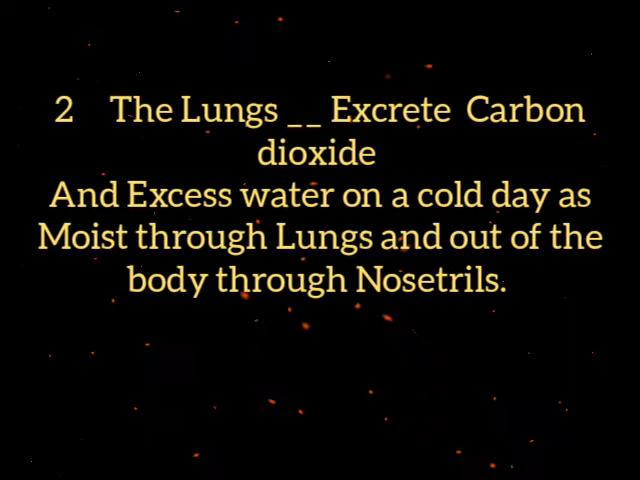 2 The Lungs __ Excrete Carbon
dioxide
And Excess water on a cold day as
Moist through Lungs and out of the
body through Nosetrils.